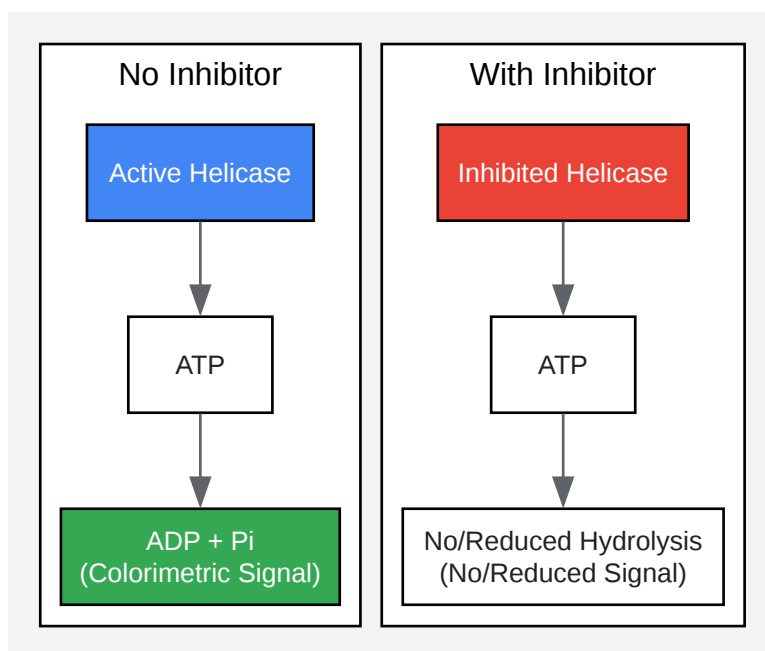 No Inhibitor
Active Helicase
ATP
ADP + Pi
(Colorimetric Signal)
With Inhibitor
Inhibited Helicase
ATP
No/Reduced Hydrolysis
(No/Reduced Signal)